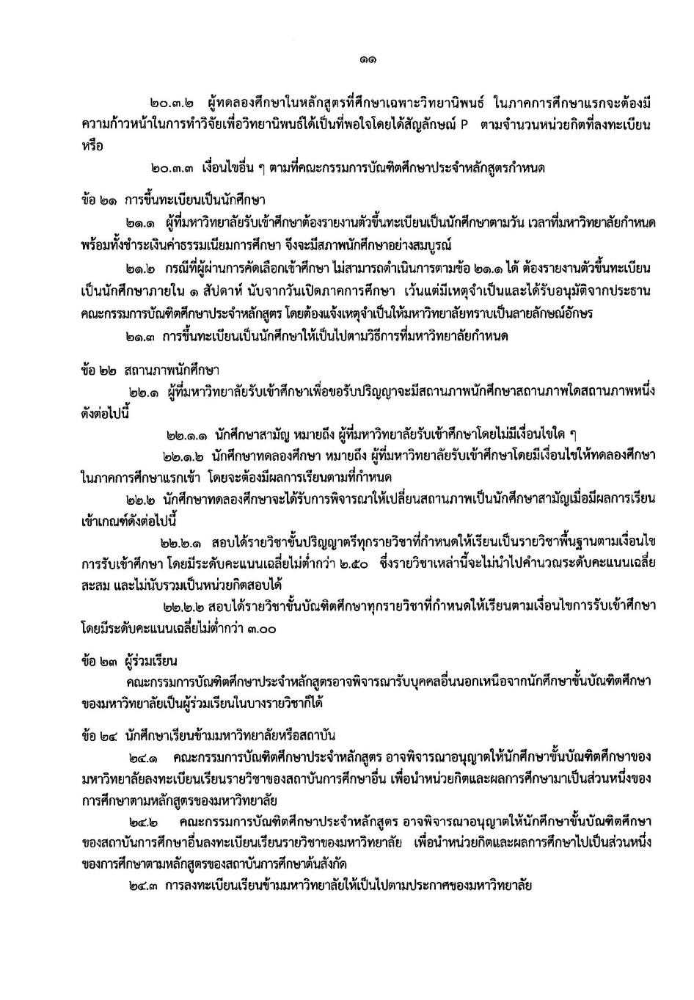 ๑๑
๒๐.๓.๒ ผู้ทดลองศึกษาในหลักสูตรที่ศึกษาเฉพาะวิทยานิพนธ์ ในภาคการศึกษาแรกจะต้องมี
ความก้าวหน้าในการทำวิจัยเพื่อวิทยานิพนธ์ได้เป็นที่พอใจโดยได้สัญลักษณ์ P ตามจำนวนหน่วยกิตที่ลงทะเบียน
หรือ
๒๐.๓.๓ เงื่อนไขอื่น ๆ ตามที่คณะกรรมการบัณฑิตศึกษาประจำหลักสูตรกำหนด
ข้อ ๒๑ การขึ้นทะเบียนเป็นนักศึกษา
๒๑.๑ ผู้ที่มหาวิทยาลัยรับเข้าศึกษาต้องรายงานตัวขึ้นทะเบียนเป็นนักศึกษาตามวัน เวลาที่มหาวิทยาลัยกำหนด
พร้อมทั้งชำระเงินค่าธรรมเนียมการศึกษา จึงจะมีสภาพนักศึกษาอย่างสมบูรณ์
๒๑.๒ กรณีที่ผู้ผ่านการคัดเลือกเข้าศึกษา ไม่สามารถดำเนินการตามข้อ ๒๑.๑ ได้ ต้องรายงานตัวขึ้นทะเบียน
เป็นนักศึกษาภายใน ๑ สัปดาห์ นับจากวันเปิดภาคการศึกษา เว้นแต่มีเหตุจำเป็นและได้รับอนุมัติจากประธาน
คณะกรรมการบัณฑิตศึกษาประจำหลักสูตร โดยต้องแจ้งเหตุจำเป็นให้มหาวิทยาลัยทราบเป็นลายลักษณ์อักษร
๒๑.๓ การขึ้นทะเบียนเป็นนักศึกษาให้เป็นไปตามวิธีการที่มหาวิทยาลัยกำหนด
ข้อ ๒๒ สถานภาพนักศึกษา
๒๒.๑ ผู้ที่มหาวิทยาลัยรับเข้าศึกษาเพื่อขอรับปริญญาจะมีสถานภาพนักศึกษาสถานภาพใดสถานภาพหนึ่ง
ดังต่อไปนี้
๒๒.๑.๑ นักศึกษาสามัญ หมายถึง ผู้ที่มหาวิทยาลัยรับเข้าศึกษาโดยไม่มีเงื่อนไขใด ๆ
๒๒.๑.๒ นักศึกษาทดลองศึกษา หมายถึง ผู้ที่มหาวิทยาลัยรับเข้าศึกษาโดยมีเงื่อนไขให้ทดลองศึกษา
ในภาคการศึกษาแรกเข้า โดยจะต้องมีผลการเรียนตามที่กำหนด
๒๒.๒ นักศึกษาทดลองศึกษาจะได้รับการพิจารณาให้เปลี่ยนสถานภาพเป็นนักศึกษาสามัญเมื่อมีผลการเรียน
เข้าเกณฑ์ดังต่อไปนี้
๒๒.๒.๑ สอบได้รายวิชาขั้นปริญญาตรีทุกรายวิชาที่กำหนดให้เรียนเป็นรายวิชาพื้นฐานตามเงื่อนไข
การรับเข้าศึกษา โดยมีระดับคะแนนเฉลี่ยไม่ต่ำกว่า ๒.๕๐ ซึ่งรายวิชาเหล่านี้จะไม่นำไปคำนวณระดับคะแนนเฉลี่ย
สะสม และไม่นับรวมเป็นหน่วยกิตสอบได้
๒๒.๒.๒ สอบได้รายวิชาขั้นบัณฑิตศึกษาทุกรายวิชาที่กำหนดให้เรียนตามเงื่อนไขการรับเข้าศึกษา
โดยมีระดับคะแนนเฉลี่ยไม่ต่ำกว่า ๓.๐๐
ข้อ ๒๓ ผู้ร่วมเรียน
คณะกรรมการบัณฑิตศึกษาประจำหลักสูตรอาจพิจารณารับบุคคลอื่นนอกเหนือจากนักศึกษาขั้นบัณฑิตศึกษา
ของมหาวิทยาลัยเป็นผู้ร่วมเรียนในบางรายวิชาก็ได้
ข้อ ๒๔ นักศึกษาเรียนข้ามมหาวิทยาลัยหรือสถาบัน
๒๔.๑ คณะกรรมการบัณฑิตศึกษาประจำหลักสูตร อาจพิจารณาอนุญาตให้นักศึกษาขั้นบัณฑิตศึกษาของ
มหาวิทยาลัยลงทะเบียนเรียนรายวิชาของสถาบันการศึกษาอื่น เพื่อนำหน่วยกิตและผลการศึกษามาเป็นส่วนหนึ่งของ
การศึกษาตามหลักสูตรของมหาวิทยาลัย
๒๔.๒ คณะกรรมการบัณฑิตศึกษาประจำหลักสูตร อาจพิจารณาอนุญาตให้นักศึกษาขั้นบัณฑิตศึกษา
ของสถาบันการศึกษาอื่นลงทะเบียนเรียนรายวิชาของมหาวิทยาลัย เพื่อนำหน่วยกิตและผลการศึกษาไปเป็นส่วนหนึ่ง
ของการศึกษาตามหลักสูตรของสถาบันการศึกษาต้นสังกัด
๒๔.๓ การลงทะเบียนเรียนข้ามมหาวิทยาลัยให้เป็นไปตามประกาศของมหาวิทยาลัย